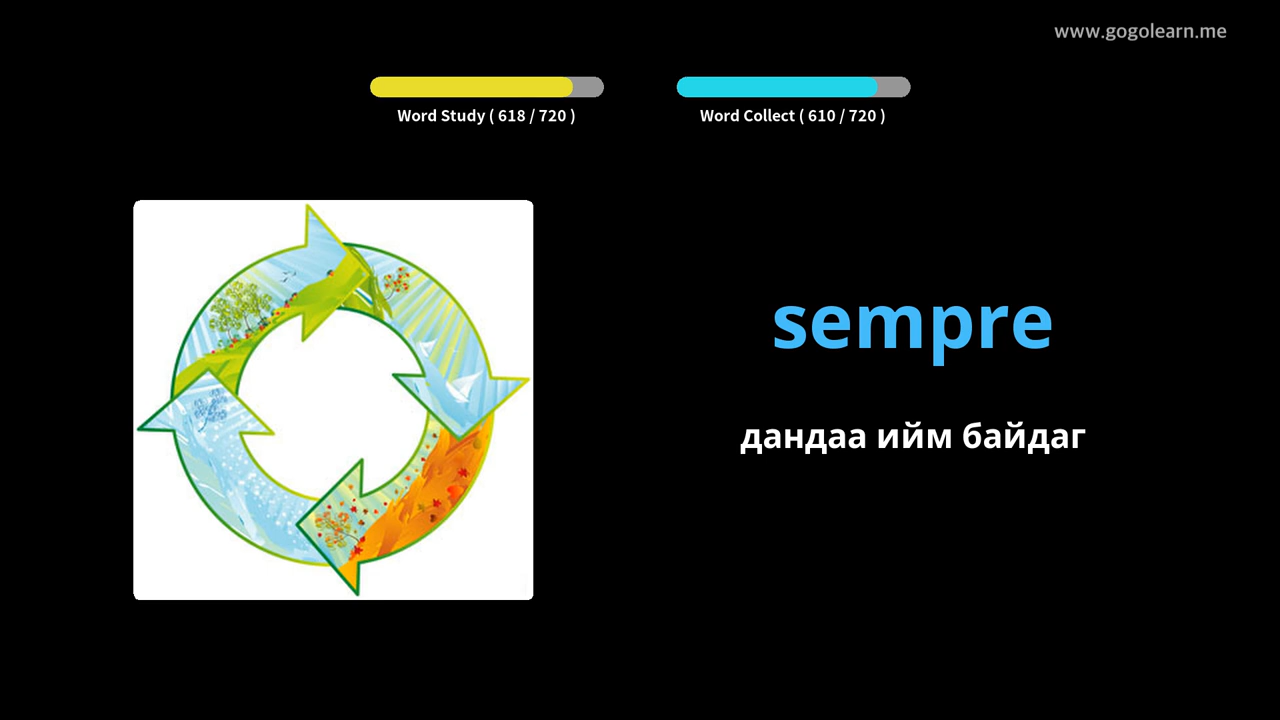 www.gogolearn.me
Word Study ( 618 / 720 )
Word Collect ( 610 / 720 )
sempre
дандаа ийм байдаг